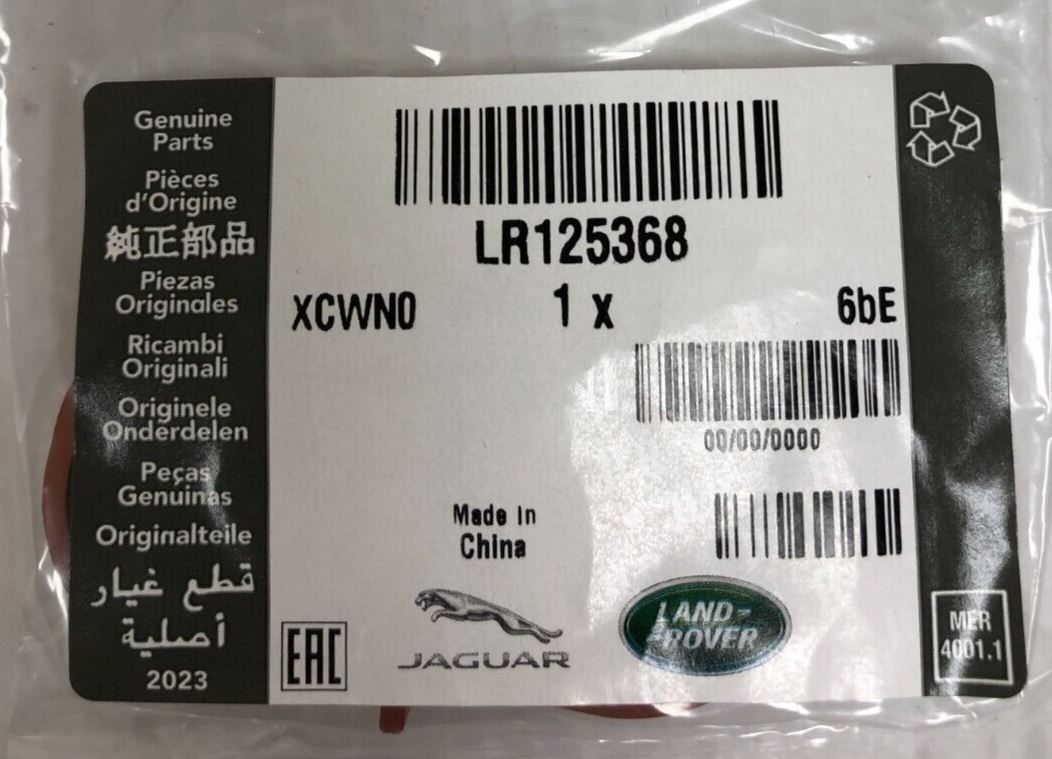 Genuine
Parts
Pièces
d'Origine
純正部品
Piezas
Originales
Ricambi
Originali
Originele
Onderdelen
Peças
Genuinas
Originalteile
قطع غيار
أصلية
2023
LR125368
XCWN0 1 x 6bE
00/00/0000
Made In
China
EAC
JAGUAR
LAND-
-ROVER
MER
4001.1